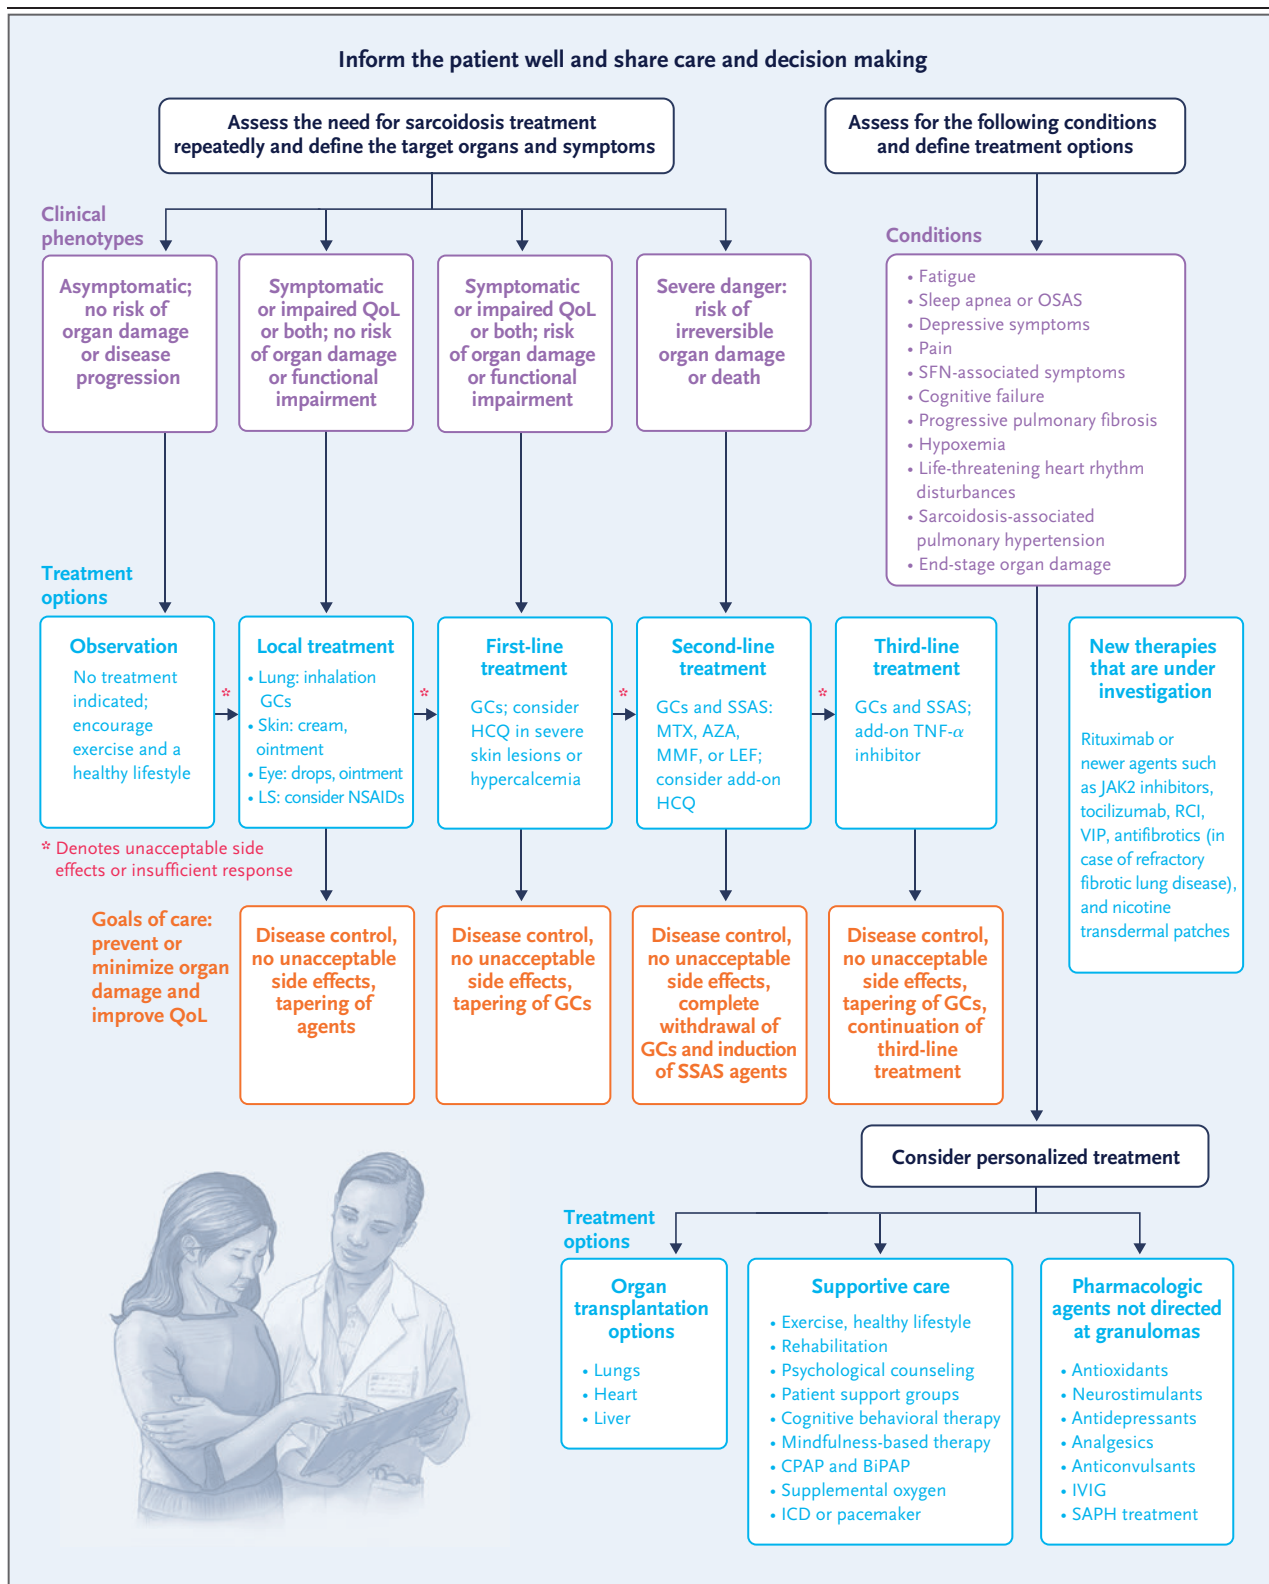 Inform the patient well and share care and decision making
Assess the need for sarcoidosis treatment
repeatedly and define the target organs and symptoms
Assess for the following conditions
and define treatment options
Clinical
phenotypes
Asymptomatic;
no risk of
organ damage
or disease
progression
Symptomatic
or impaired QoL
or both; no risk
of organ damage
or functional
impairment
Symptomatic
or impaired QoL
or both; risk
of organ damage
or functional
impairment
Severe danger:
risk of
irreversible
organ damage
or death
Conditions
• Fatigue
• Sleep apnea or OSAS
• Depressive symptoms
• Pain
• SFN-associated symptoms
• Cognitive failure
• Progressive pulmonary fibrosis
• Hypoxemia
• Life-threatening heart rhythm
disturbances
• Sarcoidosis-associated
pulmonary hypertension
• End-stage organ damage
Treatment
options
Observation
No treatment
indicated;
encourage
exercise and a
healthy lifestyle
*
Local treatment
• Lung: inhalation
GCs
• Skin: cream,
ointment
• Eye: drops, ointment
• LS: consider NSAIDs
*
First-line
treatment
GCs; consider
HCQ in severe
skin lesions or
hypercalcemia
*
Second-line
treatment
GCs and SSAS:
MTX, AZA,
MMF, or LEF;
consider add-on
HCQ
*
Third-line
treatment
GCs and SSAS;
add-on TNF-α
inhibitor
New therapies
that are under
investigation
Rituximab or
newer agents such
as JAK2 inhibitors,
tocilizumab, RCI,
VIP, antifibrotics (in
case of refractory
fibrotic lung disease),
and nicotine
transdermal patches
* Denotes unacceptable side
effects or insufficient response
Goals of care:
prevent or
minimize organ
damage and
improve QoL
Disease control,
no unacceptable
side effects,
tapering of
agents
Disease control,
no unacceptable
side effects,
tapering of GCs
Disease control,
no unacceptable
side effects,
complete
withdrawal of
GCs and induction
of SSAS agents
Disease control,
no unacceptable
side effects,
tapering of GCs,
continuation of
third-line
treatment
Consider personalized treatment
Treatment
options
Organ
transplantation
options
• Lungs
• Heart
• Liver
Supportive care
• Exercise, healthy lifestyle
• Rehabilitation
• Psychological counseling
• Patient support groups
• Cognitive behavioral therapy
• Mindfulness-based therapy
• CPAP and BiPAP
• Supplemental oxygen
• ICD or pacemaker
Pharmacologic
agents not directed
at granulomas
• Antioxidants
• Neurostimulants
• Antidepressants
• Analgesics
• Anticonvulsants
• IVIG
• SAPH treatment